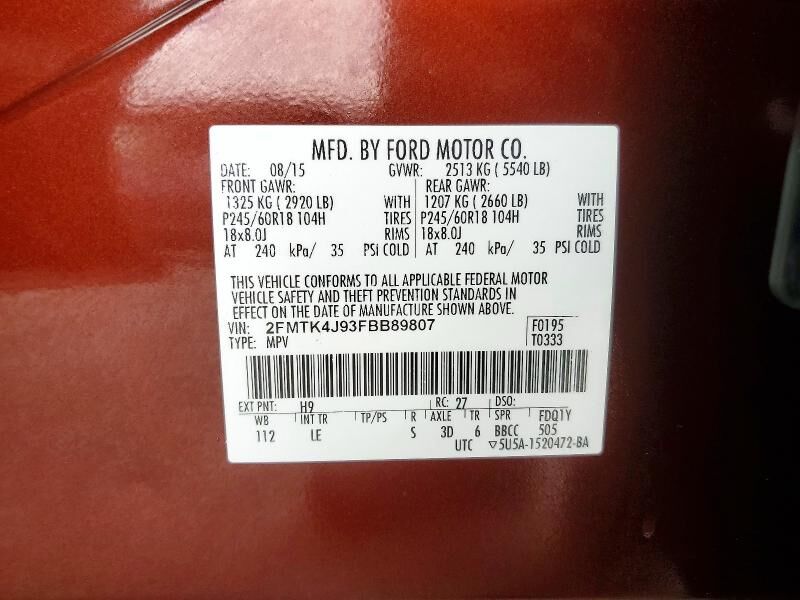 MFD. BY FORD MOTOR CO.
DATE: 08/15 GVWR: 2513 KG ( 5540 LB)
FRONT GAWR: REAR GAWR:
1325 KG ( 2920 LB) WITH 1207 KG ( 2660 LB) WITH
P245/60R18 104H TIRES P245/60R18 104H TIRES
18x8.0J RIMS 18x8.0J RIMS
AT 240 kPa/ 35 PSI COLD AT 240 kPa/ 35 PSI COLD
THIS VEHICLE CONFORMS TO ALL APPLICABLE FEDERAL MOTOR
VEHICLE SAFETY AND THEFT PREVENTION STANDARDS IN
EFFECT ON THE DATE OF MANUFACTURE SHOWN ABOVE.
VIN: 2FMTK4J93FBB89807 F0195
TYPE: MPV T0333
EXT PNT: H9 RC: 27 DSO:
WB INT TR TP/PS R AXLE TR SPR FDQ1Y
112 LE S 3D 6 BBCC 505
UTC ▽5U5A-1520472-BA